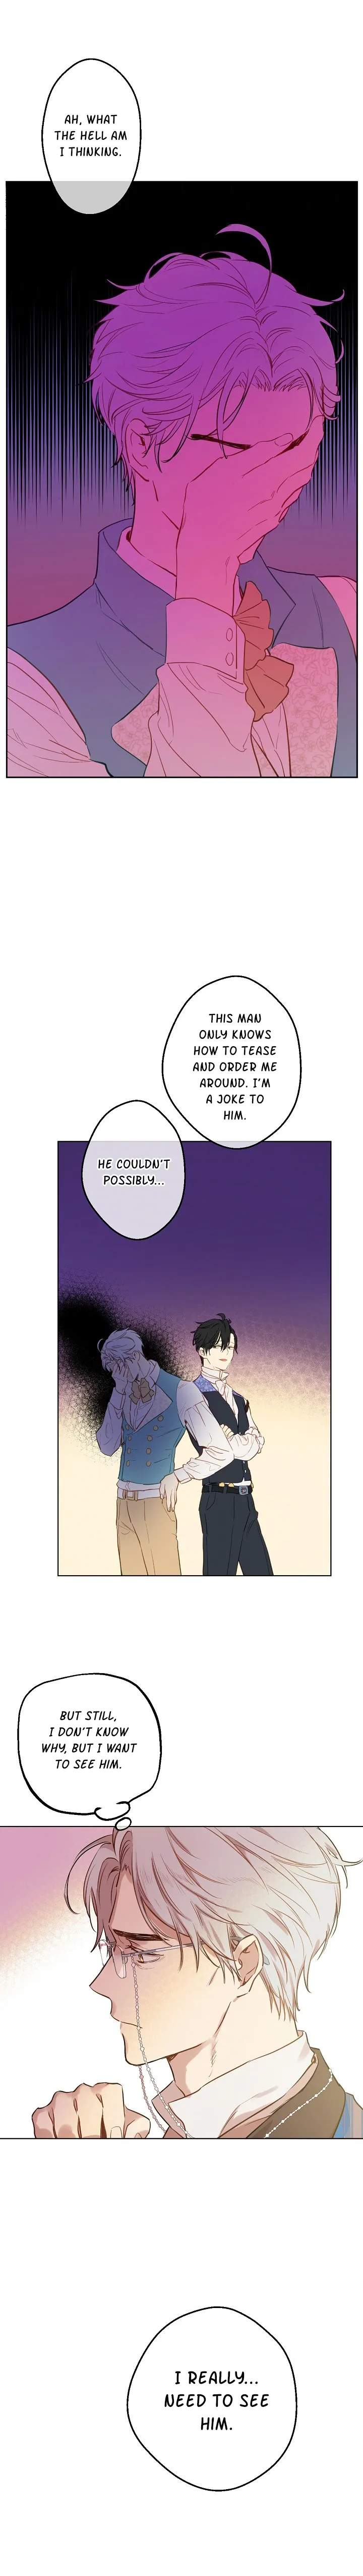 AH, WHAT
THE HELL AM
I THINKING.
THIS MAN
ONLY KNOWS
HOW TO TEASE
AND ORDER ME
AROUND. I'M
A JOKE TO
HIM.
HE COULDN'T
POSSIBLY...
BUT STILL,
I DON'T KNOW
WHY, BUT I WANT
TO SEE HIM.
I REALLY...
NEED TO SEE
HIM.